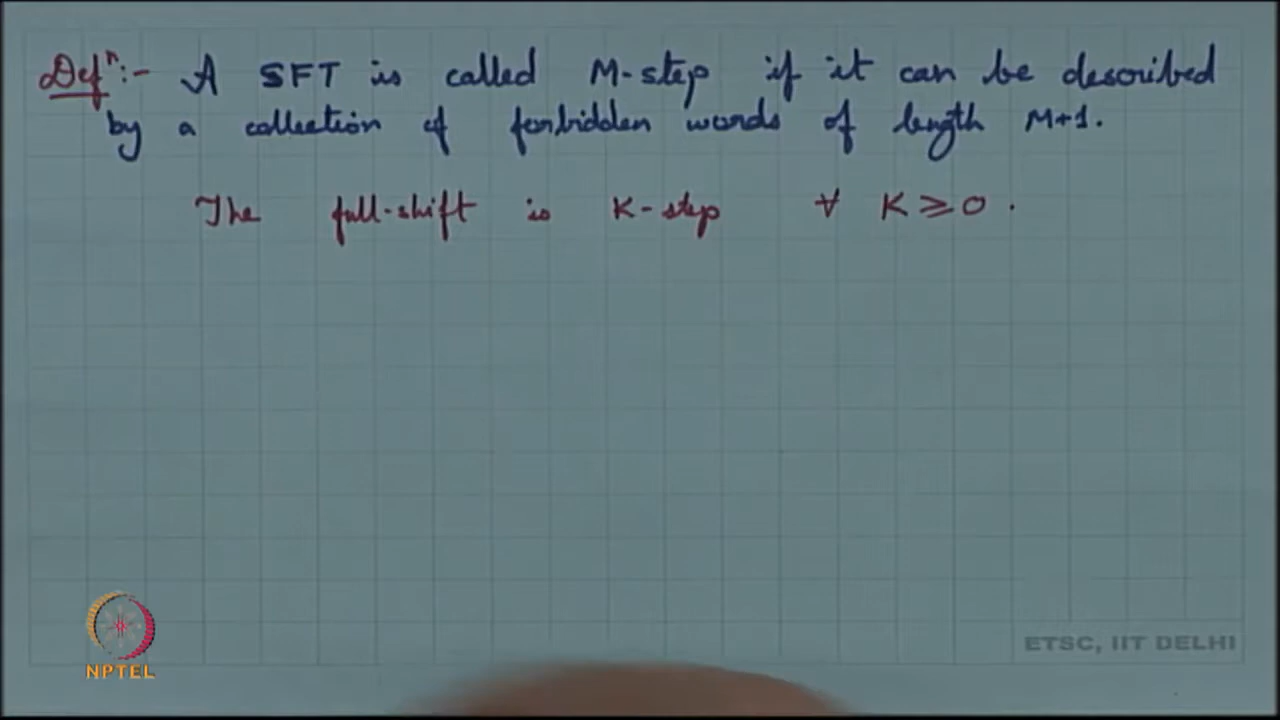 Defⁿ:- A SFT is called M-step if it can be described
by a collection of forbidden words of length M+1.
The full-shift is K-step ∀ K ≥ 0.
NPTEL
ETSC, IIT DELHI